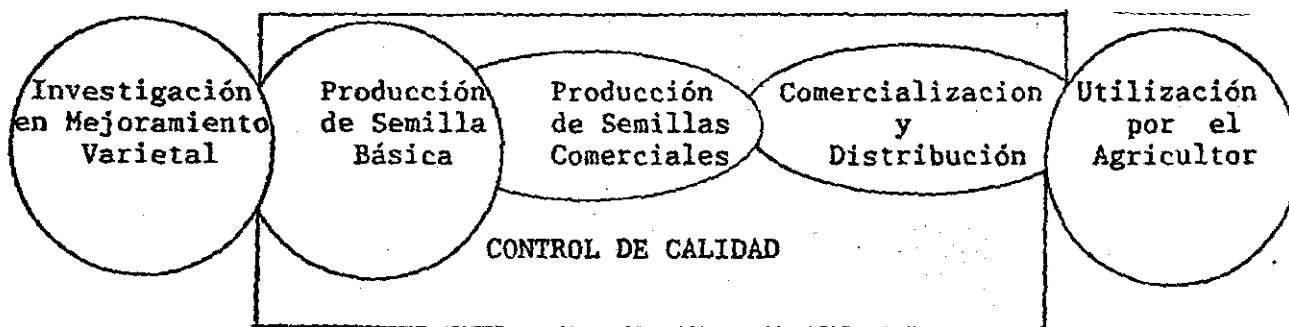 Investigación
en Mejoramiento
Varietal
Producción
de Semilla
Básica
Producción
de Semillas
Comerciales
Comercializacion
y
Distribución
Utilización
por el
Agricultor
CONTROL DE CALIDAD